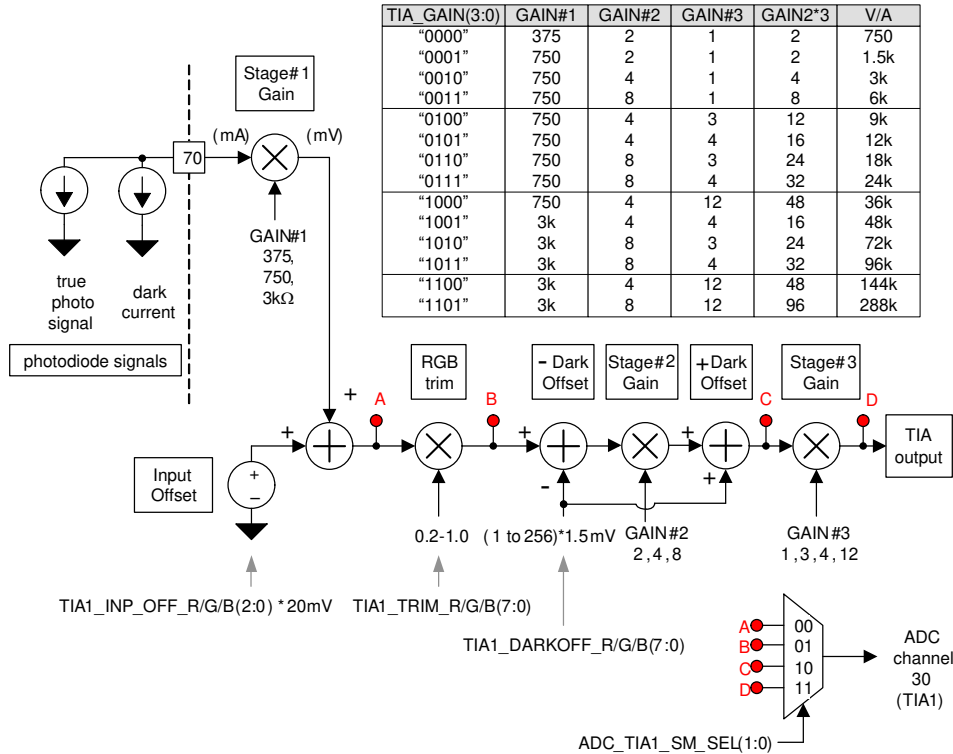 TIA_GAIN(3:0) GAIN#1 GAIN#2 GAIN#3 GAIN2*3 V/A
“0000” 375 2 1 2 750
“0001” 750 2 1 2 1.5k
“0010” 750 4 1 4 3k
“0011” 750 8 1 8 6k
“0100” 750 4 3 12 9k
“0101” 750 4 4 16 12k
“0110” 750 8 3 24 18k
“0111” 750 8 4 32 24k
“1000” 750 4 12 48 36k
“1001” 3k 4 4 16 48k
“1010” 3k 8 3 24 72k
“1011” 3k 8 4 32 96k
“1100” 3k 4 12 48 144k
“1101” 3k 8 12 96 288k
Stage#1
Gain
(mA)
(mV)
70
GAIN#1
375,
750,
3kΩ
true
photo
signal
dark
current
photodiode signals
RGB
trim
- Dark
Offset
Stage#2
Gain
+Dark
Offset
Stage#3
Gain
A
B
C
D
+
+
+
-
+
+
TIA
output
Input
Offset
+
-
0.2-1.0
(1 to 256)*1.5mV
GAIN#2
2,4,8
GAIN#3
1,3,4,12
TIA1_INP_OFF_R/G/B(2:0) *20mV
TIA1_TRIM_R/G/B(7:0)
TIA1_DARKOFF_R/G/B(7:0)
A 00
B 01
C 10
D 11
ADC
channel
30
(TIA1)
ADC_TIA1_SM_SEL(1:0)